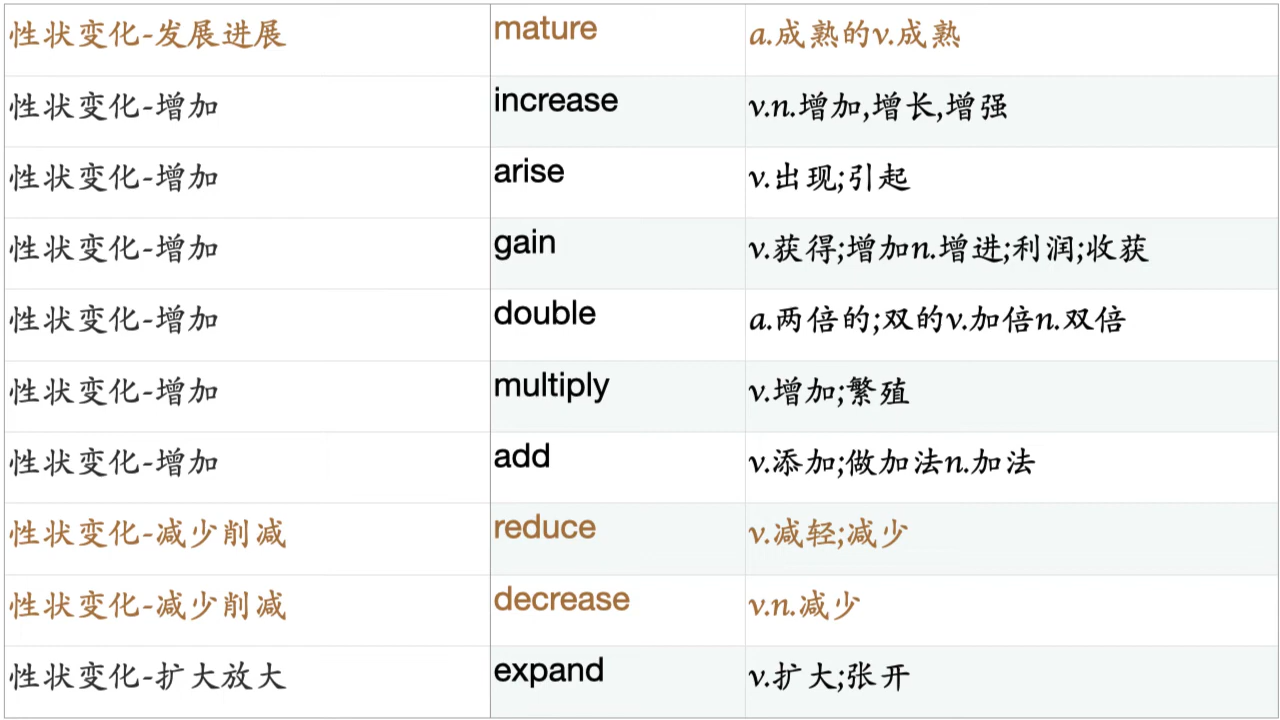 性状变化-发展进展 mature a.成熟的v.成熟
性状变化-增加 increase v.n.增加,增长,增强
性状变化-增加 arise v.出现;引起
性状变化-增加 gain v.获得;增加n.增进;利润;收获
性状变化-增加 double a.两倍的;双的v.加倍n.双倍
性状变化-增加 multiply v.增加;繁殖
性状变化-增加 add v.添加;做加法n.加法
性状变化-减少削减 reduce v.减轻;减少
性状变化-减少削减 decrease v.n.减少
性状变化-扩大放大 expand v.扩大;张开